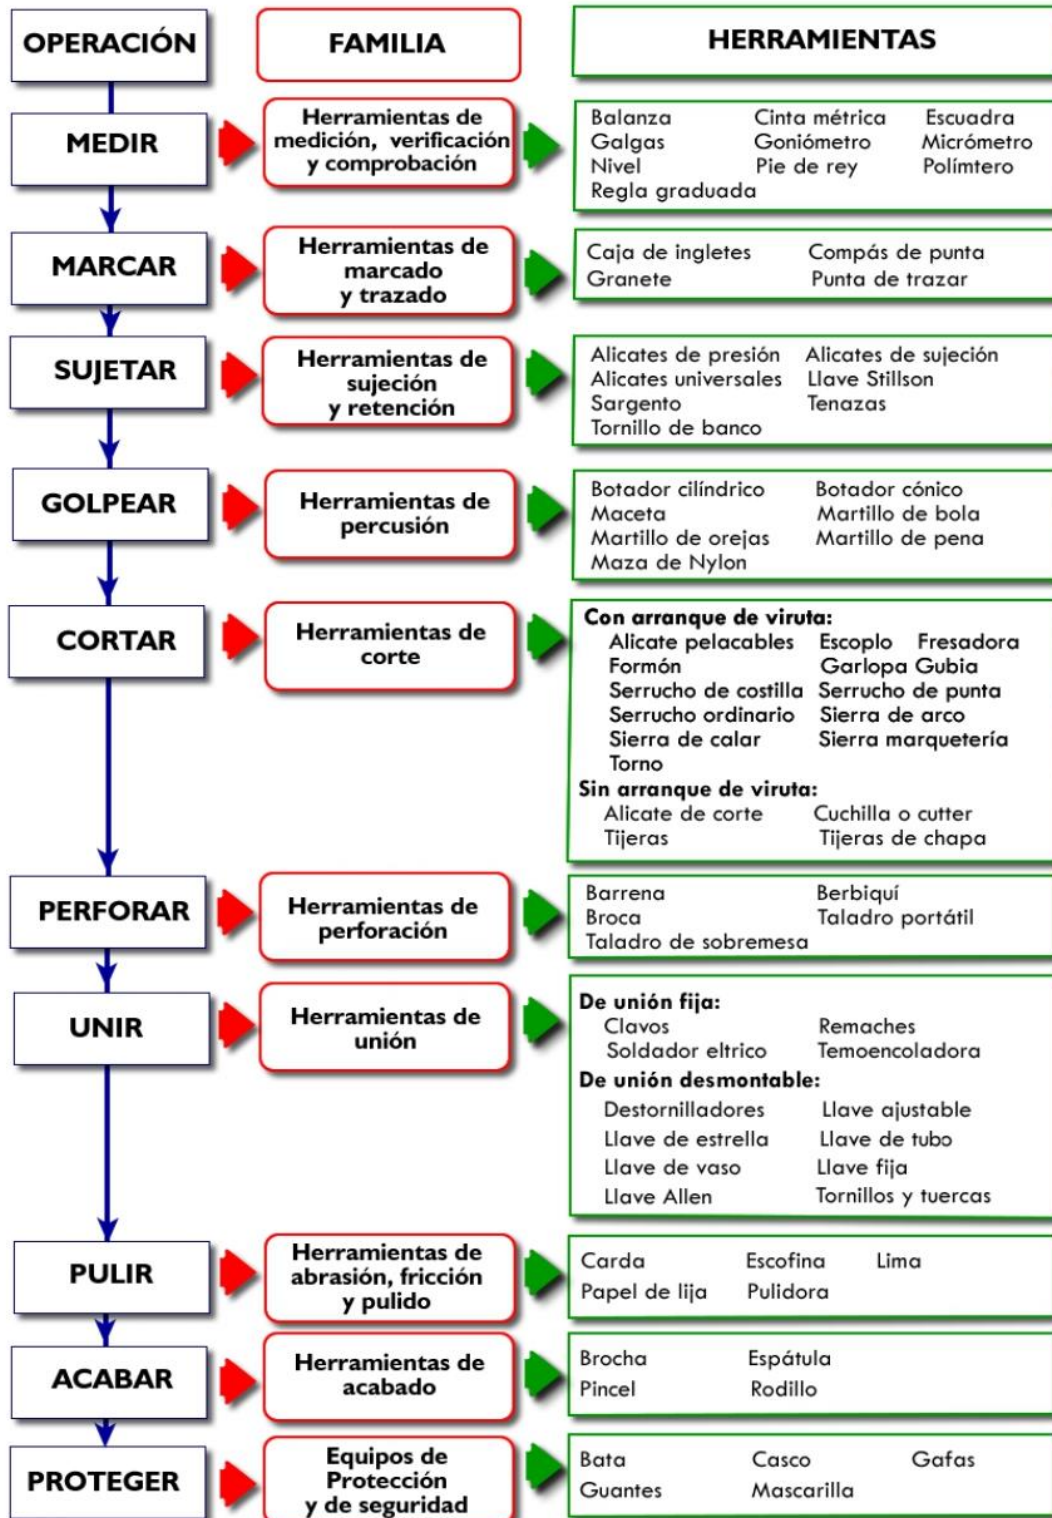 OPERACIÓN
FAMILIA
HERRAMIENTAS
MEDIR
Herramientas de
medición, verificación
y comprobación
Balanza Cinta métrica Escuadra
Galgas Goniómetro Micrómetro
Nivel Pie de rey Polímtero
Regla graduada
MARCAR
Herramientas de
marcado
y trazado
Caja de ingletes Compás de punta
Granete Punta de trazar
SUJETAR
Herramientas de
sujeción
y retención
Alicates de presión Alicates de sujeción
Alicates universales Llave Stillson
Sargento Tenazas
Tornillo de banco
GOLPEAR
Herramientas de
percusión
Botador cilíndrico Botador cónico
Maceta Martillo de bola
Martillo de orejas Martillo de pena
Maza de Nylon
CORTAR
Herramientas de
corte
Con arranque de viruta:
Alicate pelacables Escoplo Fresadora
Formón Garlopa Gubia
Serrucho de costilla Serrucho de punta
Serrucho ordinario Sierra de arco
Sierra de calar Sierra marquetería
Torno
Sin arranque de viruta:
Alicate de corte Cuchilla o cutter
Tijeras Tijeras de chapa
PERFORAR
Herramientas de
perforación
Barrena Berbiquí
Broca Taladro portátil
Taladro de sobremesa
UNIR
Herramientas de
unión
De unión fija:
Clavos Remaches
Soldador eltrico Temoencoladora
De unión desmontable:
Destornilladores Llave ajustable
Llave de estrella Llave de tubo
Llave de vaso Llave fija
Llave Allen Tornillos y tuercas
PULIR
Herramientas de
abrasión, fricción
y pulido
Carda Escofina Lima
Papel de lija Pulidora
ACABAR
Herramientas de
acabado
Brocha Espátula
Pincel Rodillo
PROTEGER
Equipos de
Protección
y de seguridad
Bata Casco Gafas
Guantes Mascarilla